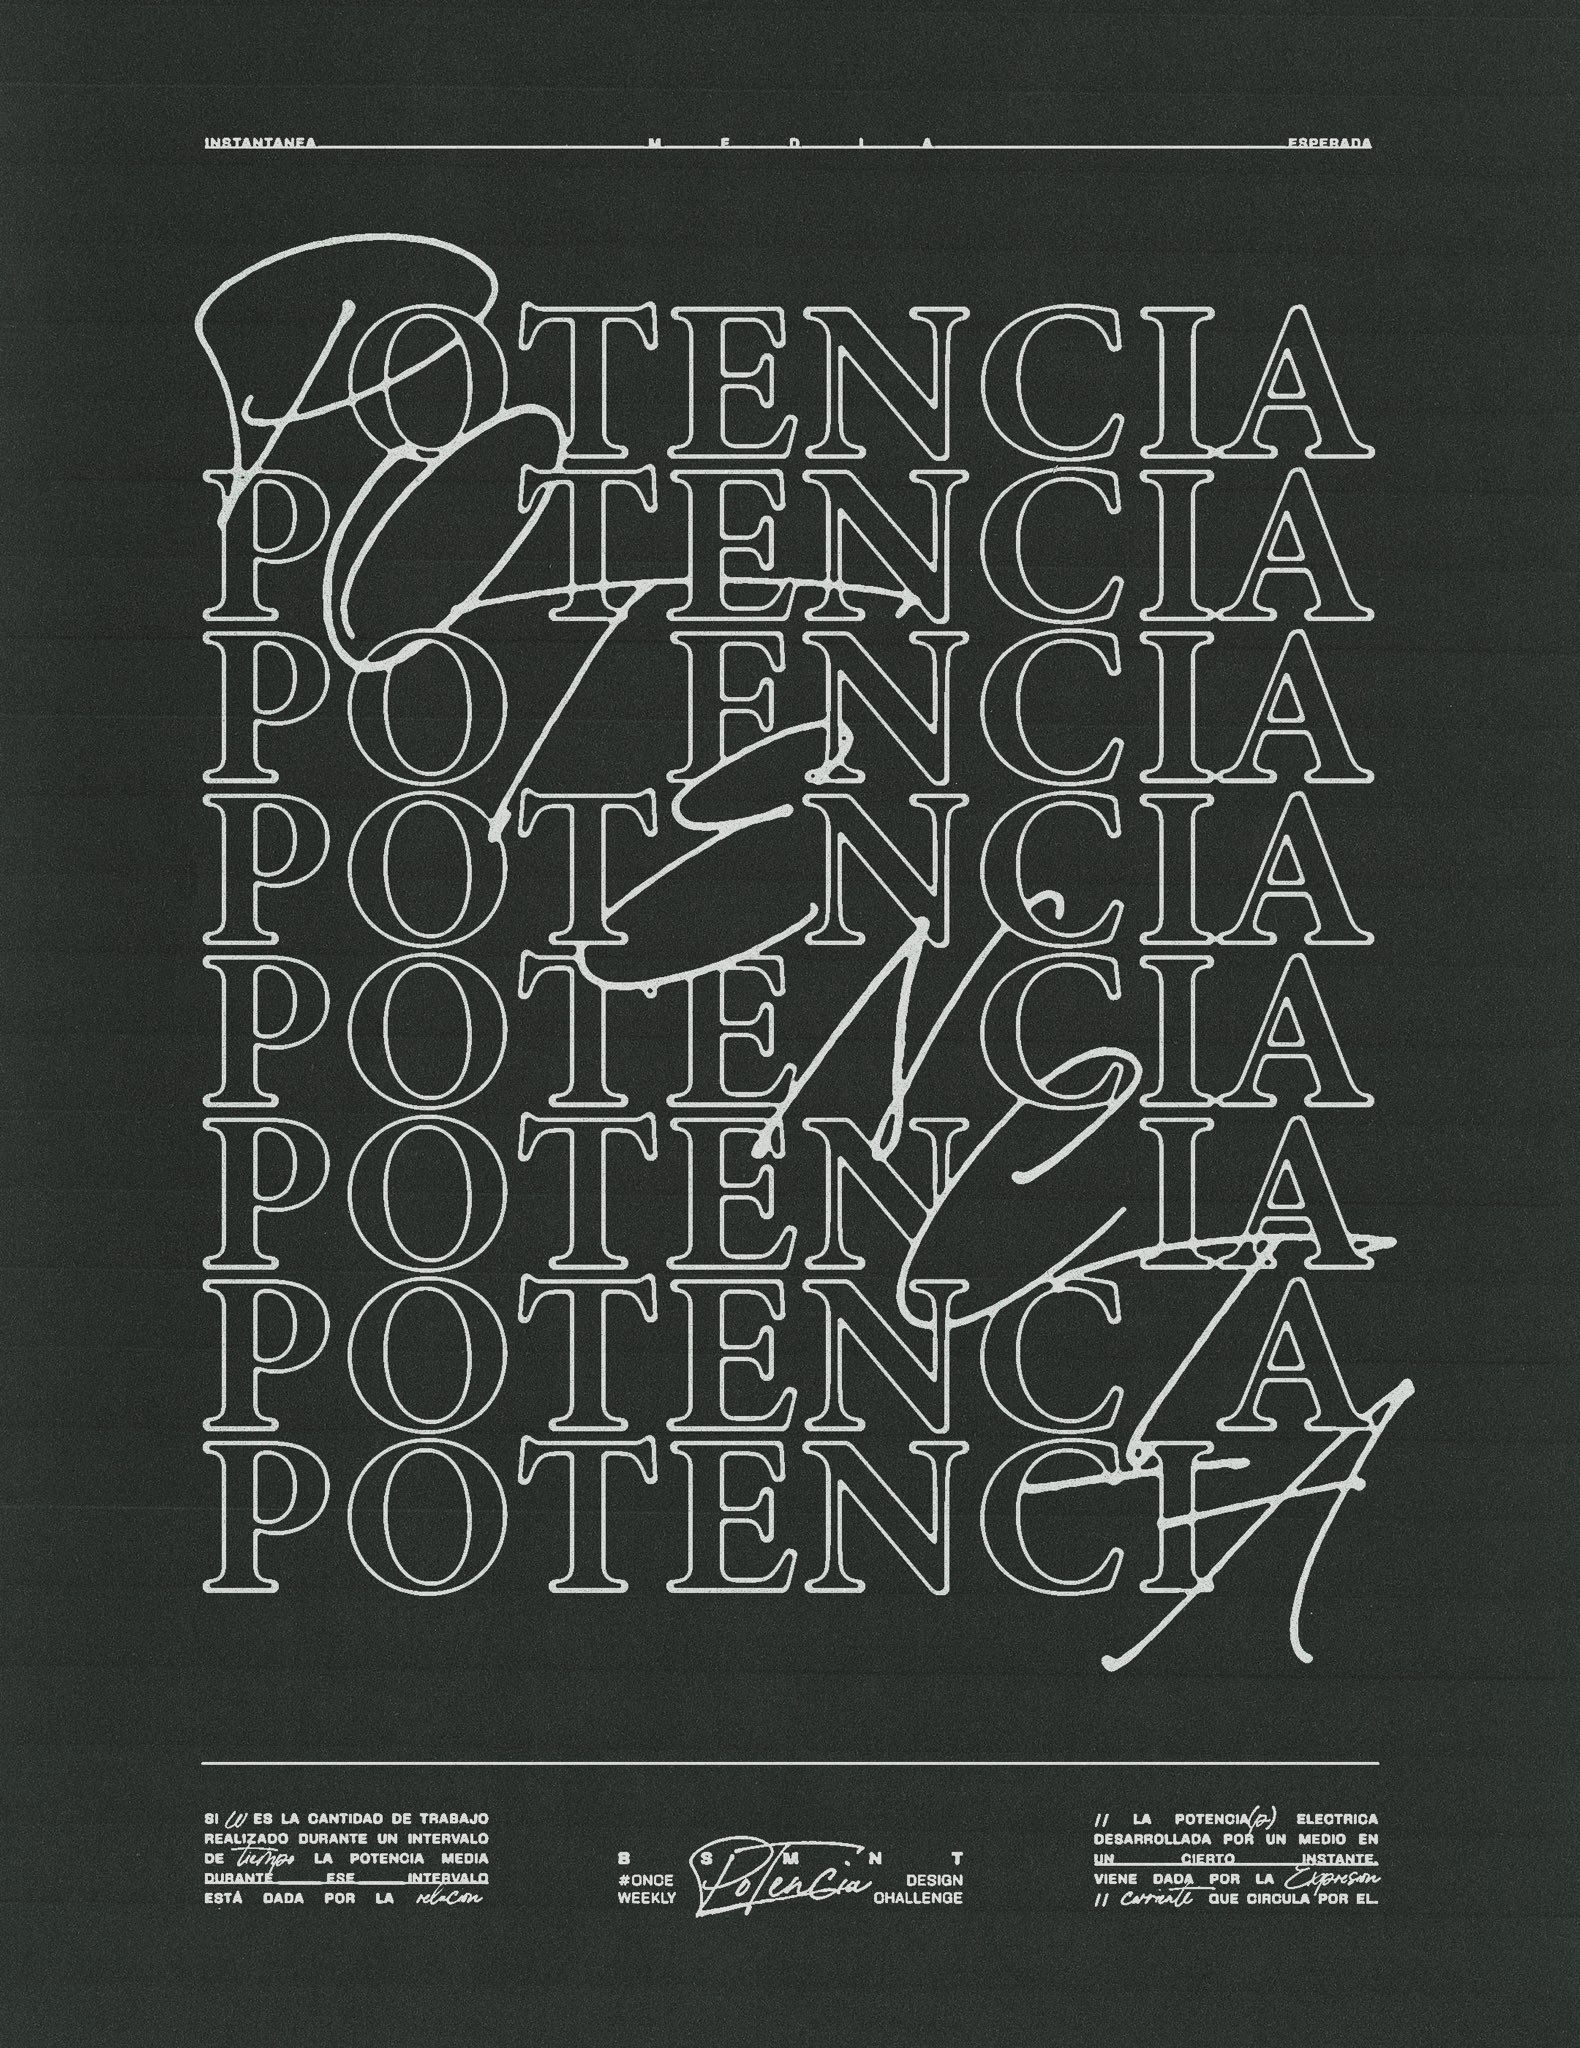 INSTANTANEA M E D I A ESPERADA
POTENCIA
POTENCIA
POTENCIA
POTENCIA
POTENCIA
POTENCIA
POTENCIA
POTENCIA
SI W ES LA CANTIDAD DE TRABAJO
REALIZADO DURANTE UN INTERVALO
DE tiempo LA POTENCIA MEDIA
DURANTE ESE INTERVALO
ESTÁ DADA POR LA relacion
B S M N T
Potencia
#ONCE DESIGN
WEEKLY CHALLENGE
// LA POTENCIA(p) ELECTRICA
DESARROLLADA POR UN MEDIO EN
UN CIERTO INSTANTE,
VIENE DADA POR LA Expresion
// corriente QUE CIRCULA POR EL.